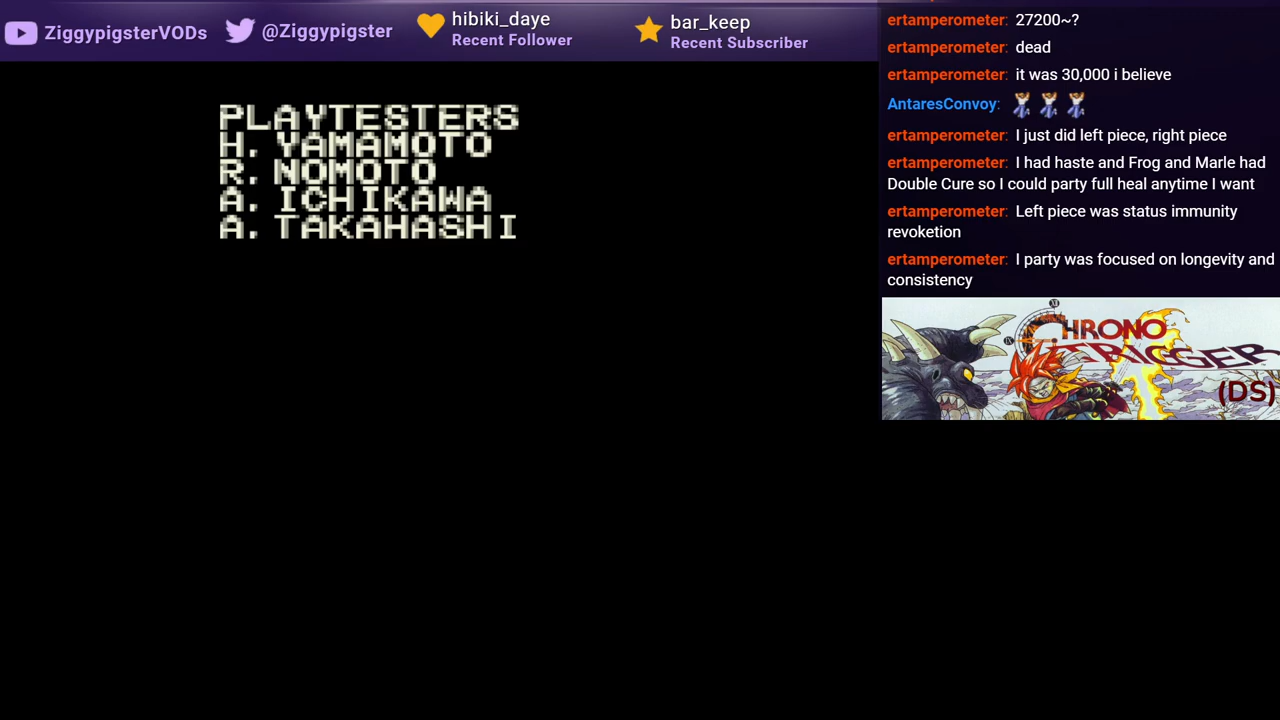 ZiggypigsterVODs
@Ziggypigster
hibiki_daye
Recent Follower
bar_keep
Recent Subscriber
PLAYTESTERS
H. YAMAMOTO
R. NOMOTO
A. ICHIKAWA
A. TAKAHASHI
ertamperometer: 27200~?
ertamperometer: dead
ertamperometer: it was 30,000 i believe
AntaresConvoy:
ertamperometer: I just did left piece, right piece
ertamperometer: I had haste and Frog and Marle had
Double Cure so I could party full heal anytime I want
ertamperometer: Left piece was status immunity
revoketion
ertamperometer: I party was focused on longevity and
consistency
CHRONO
TRIGGER
(DS)